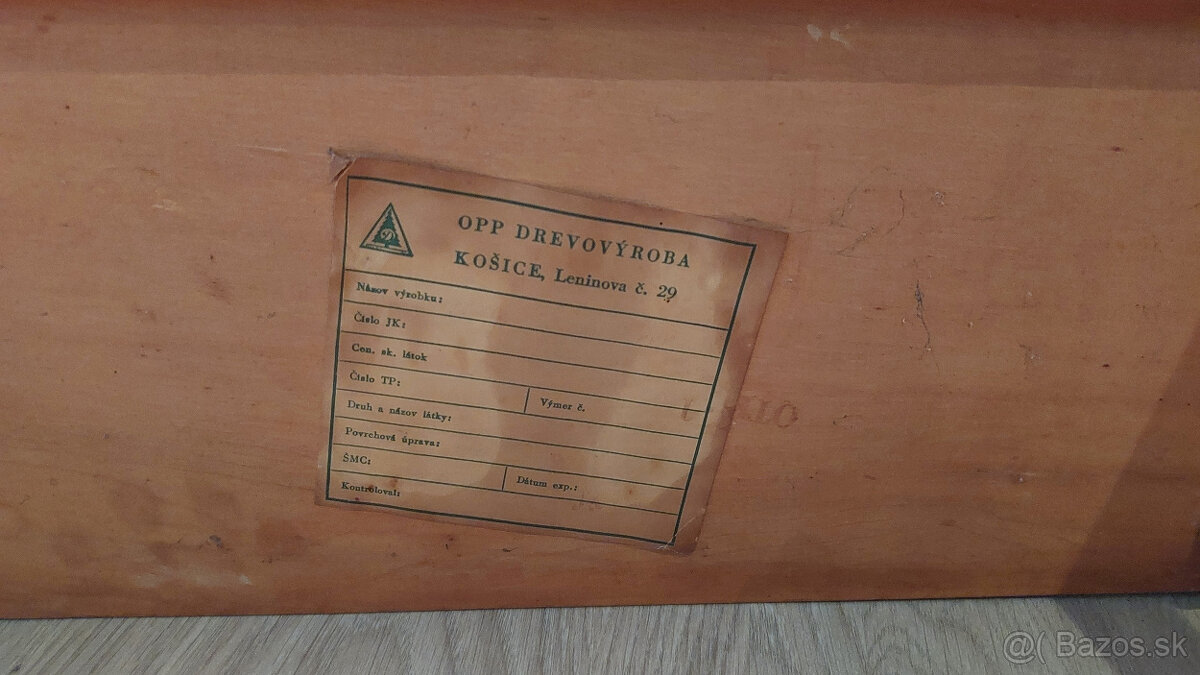 OPP DREVOVÝROBA
KOŠICE, Leninova č. 29
Názov výrobku:
Číslo JK:
Cen. sk. látok
Číslo TP:
Výmer č.
Druh a názov látky:
Povrchová úprava:
ŠMC:
Dátum exp.:
Kontroloval:
@( Bazos.sk